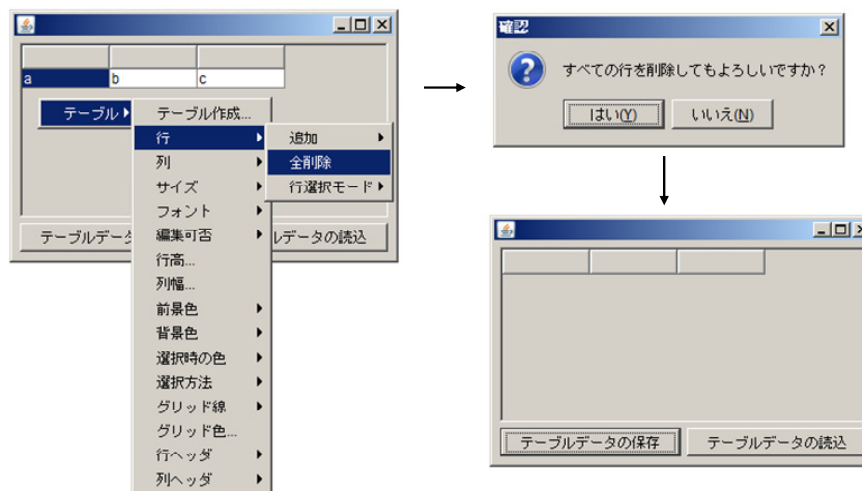 a b c
テーブル
テーブル作成...
行
列
サイズ
フォント
編集可否
行高...
列幅...
前景色
背景色
選択時の色
選択方法
グリッド線
グリッド色...
行ヘッダ
列ヘッダ
追加
全削除
行選択モード
テーブルデータ
ルデータの読込
確認
すべての行を削除してもよろしいですか?
はい(Y) いいえ(N)
テーブルデータの保存 テーブルデータの読込